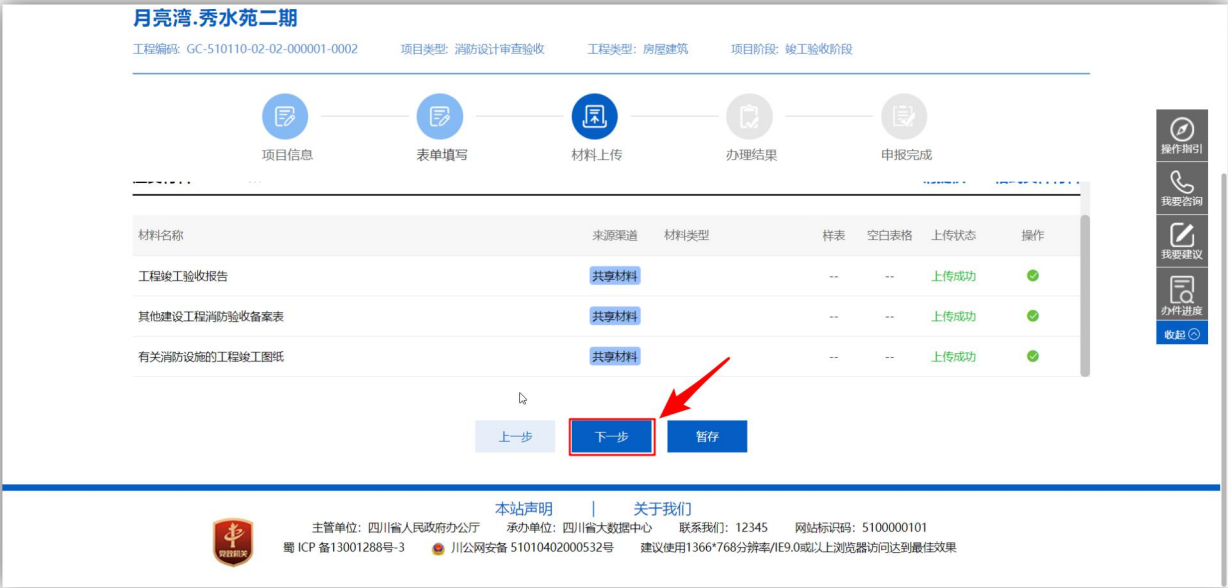 月亮湾.秀水苑二期
工程编码: GC-510110-02-02-000001-0002 项目类型: 消防设计审查验收 工程类型: 房屋建筑 项目阶段: 竣工验收阶段
项目信息 表单填写 材料上传 办理结果 申报完成
材料名称 来源渠道 材料类型 样表 空白表格 上传状态 操作
工程竣工验收报告 共享材料 -- -- 上传成功
其他建设工程消防验收备案表 共享材料 -- -- 上传成功
有关消防设施的工程竣工图纸 共享材料 -- -- 上传成功
上一步 下一步 暂存
操作指引
我要咨询
我要建议
办件进度
收起
本站声明 | 关于我们
主管单位: 四川省人民政府办公厅 承办单位: 四川省大数据中心 联系我们: 12345 网站标识码: 5100000101
蜀 ICP 备13001288号-3 川公网安备 51010402000532号 建议使用1366*768分辨率/IE9.0或以上浏览器访问达到最佳效果
党政机关